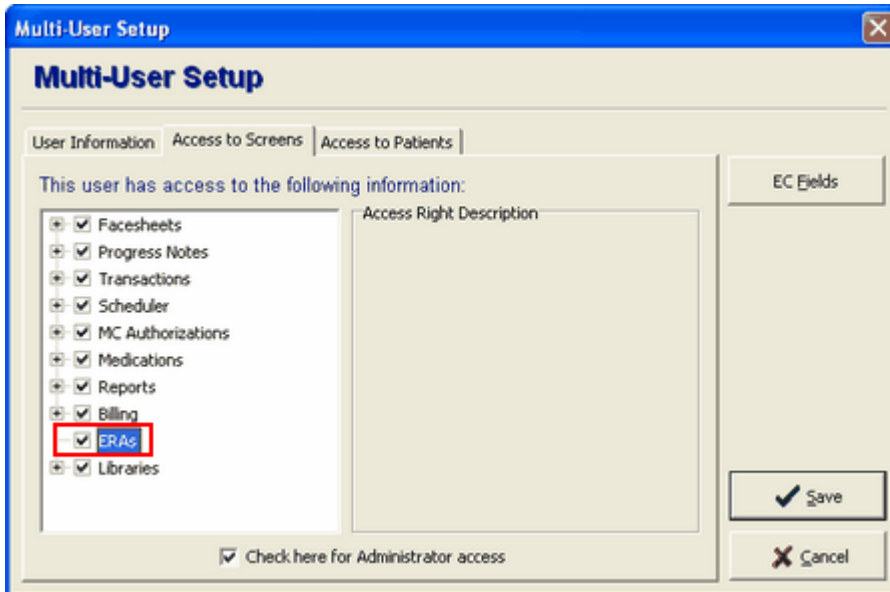 Multi-User Setup
Multi-User Setup
User Information
Access to Screens
Access to Patients
This user has access to the following information:
Facesheets
Progress Notes
Transactions
Scheduler
MC Authorizations
Medications
Reports
Billing
ERAs
Libraries
Access Right Description
Check here for Administrator access
EC Fields
Save
Cancel